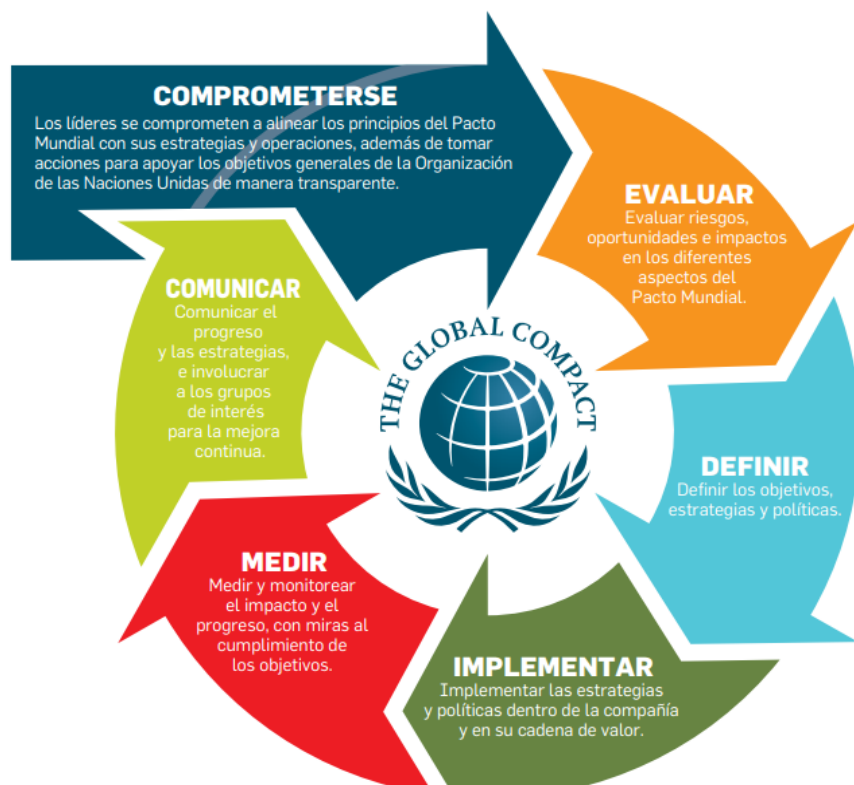 COMPROMETERSE
Los líderes se comprometen a alinear los principios del Pacto
Mundial con sus estrategias y operaciones, además de tomar
acciones para apoyar los objetivos generales de la Organización
de las Naciones Unidas de manera transparente.
EVALUAR
Evaluar riesgos,
oportunidades e impactos
en los diferentes
aspectos del
Pacto Mundial.
DEFINIR
Definir los objetivos,
estrategias y políticas.
IMPLEMENTAR
Implementar las estrategias
y políticas dentro de la compañía
y en su cadena de valor.
MEDIR
Medir y monitorear
el impacto y el
progreso, con miras al
cumplimiento de
los objetivos.
COMUNICAR
Comunicar el
progreso
y las estrategias,
e involucrar
a los grupos
de interés
para la mejora
continua.
THE GLOBAL COMPACT